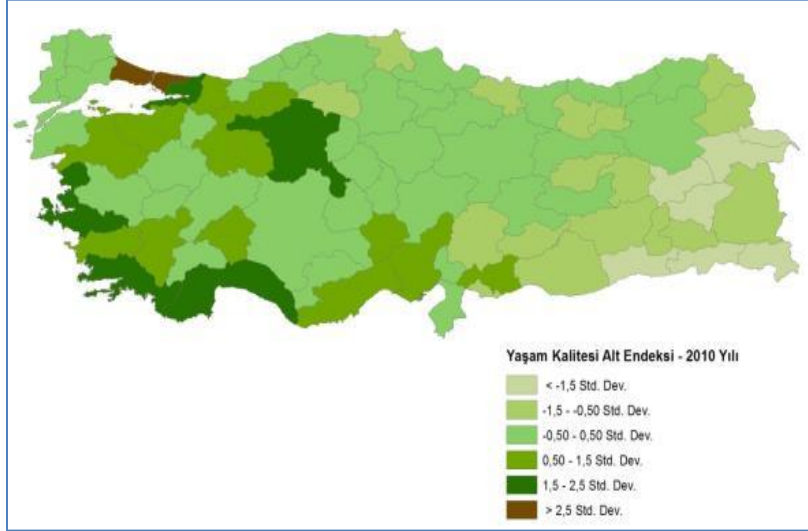 Yaşam Kalitesi Alt Endeksi - 2010 Yılı
< -1,5 Std. Dev.
-1,5 - -0,50 Std. Dev.
-0,50 - 0,50 Std. Dev.
0,50 - 1,5 Std. Dev.
1,5 - 2,5 Std. Dev.
> 2,5 Std. Dev.